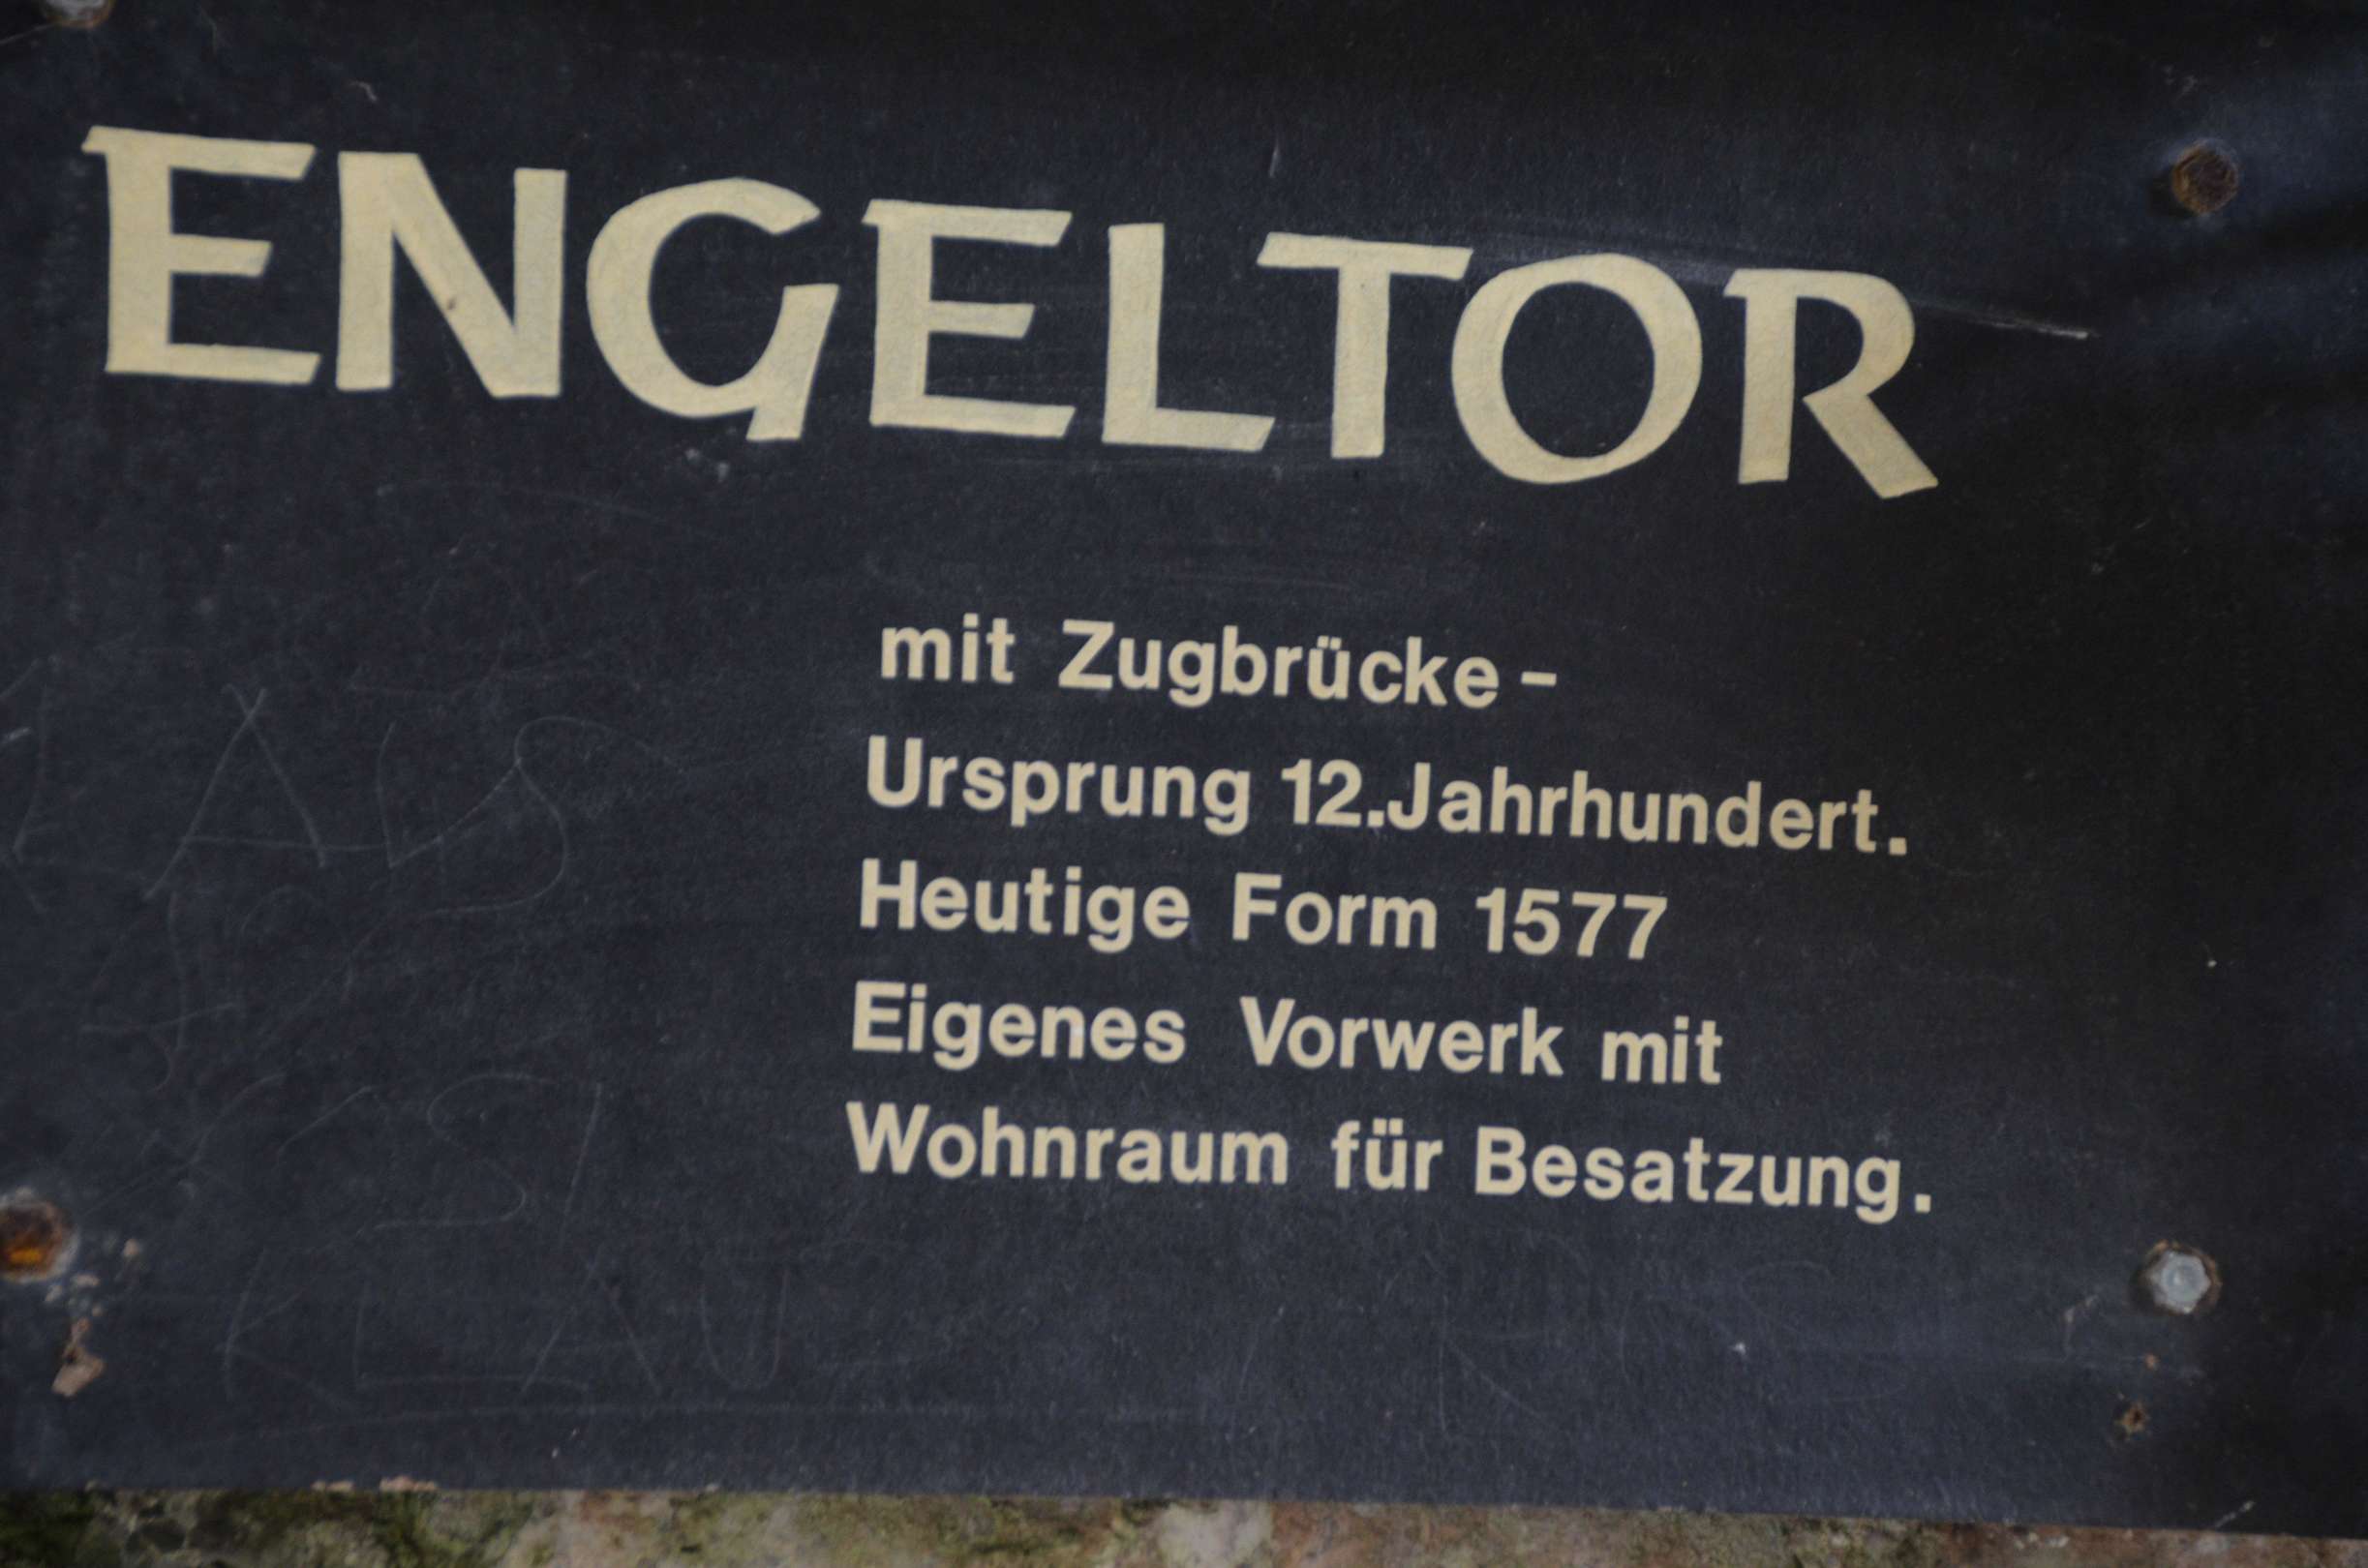 ENGELTOR
mit Zugbrücke -
Ursprung 12.Jahrhundert.
Heutige Form 1577
Eigenes Vorwerk mit
Wohnraum für Besatzung.